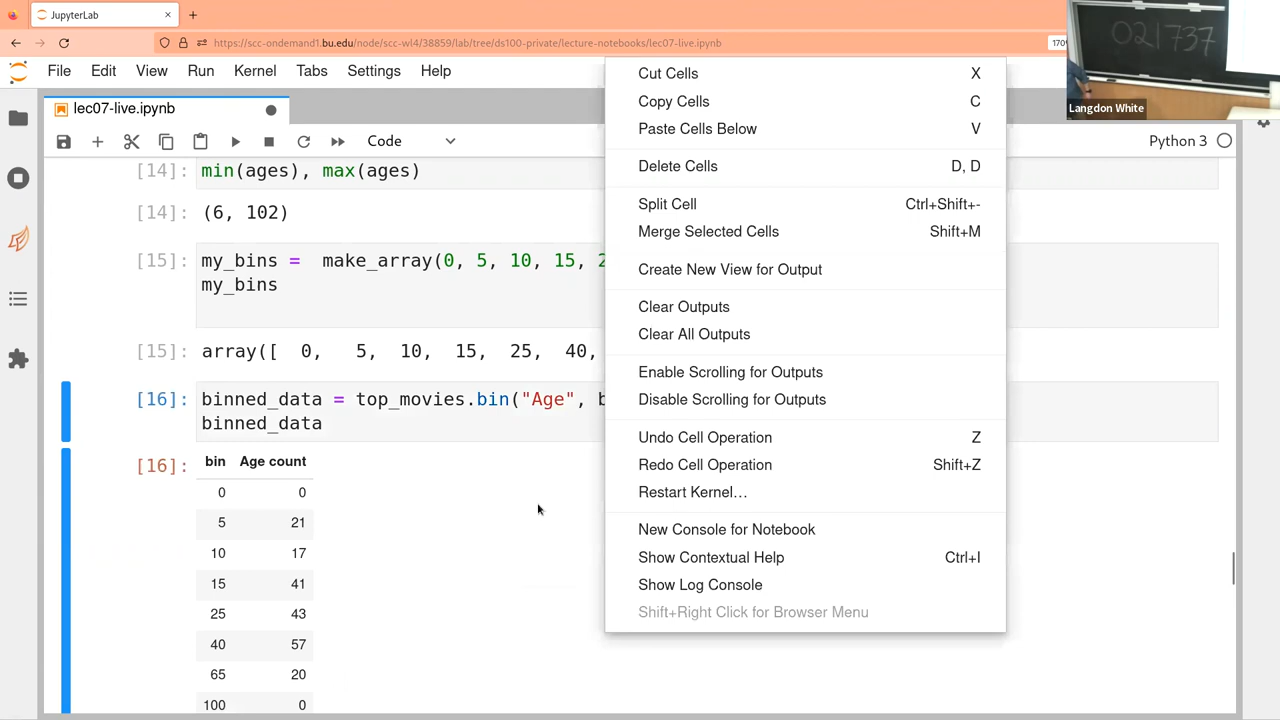 JupyterLab
https://scc-ondemand1.bu.edu/node/scc-wl4/38859/lab/tree/ds100-private/lecture-notebooks/lec07-live.ipynb
170%
021737
Langdon White
File Edit View Run Kernel Tabs Settings Help
lec07-live.ipynb
Code
Python 3
[14]: min(ages), max(ages)
[14]: (6, 102)
[15]: my_bins = make_array(0, 5, 10, 15, 2
my_bins
[15]: array([ 0, 5, 10, 15, 25, 40,
[16]: binned_data = top_movies.bin("Age", b
binned_data
[16]: bin Age count
0 0
5 21
10 17
15 41
25 43
40 57
65 20
100 0
Cut Cells X
Copy Cells C
Paste Cells Below V
Delete Cells D, D
Split Cell Ctrl+Shift+-
Merge Selected Cells Shift+M
Create New View for Output
Clear Outputs
Clear All Outputs
Enable Scrolling for Outputs
Disable Scrolling for Outputs
Undo Cell Operation Z
Redo Cell Operation Shift+Z
Restart Kernel…
New Console for Notebook
Show Contextual Help Ctrl+I
Show Log Console
Shift+Right Click for Browser Menu